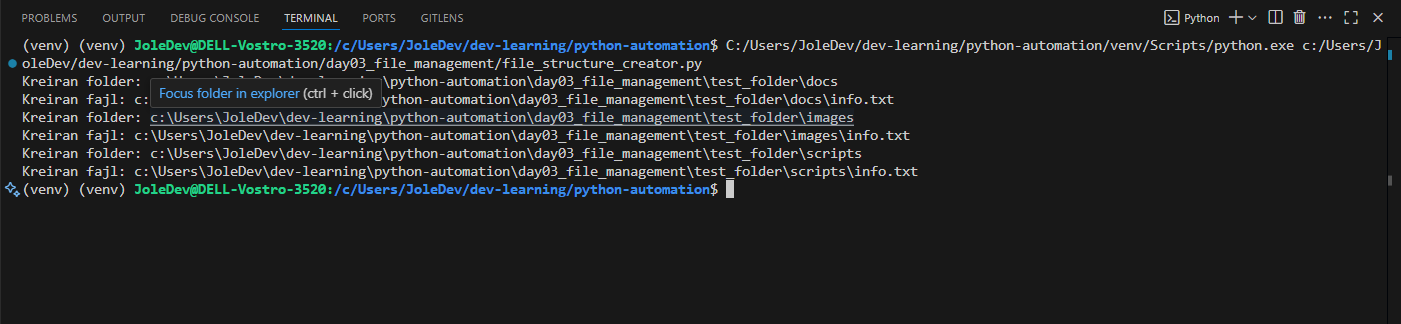 PROBLEMS OUTPUT DEBUG CONSOLE TERMINAL PORTS GITLENS Python
(venv) (venv) JoleDev@DELL-Vostro-3520:/c/Users/JoleDev/dev-learning/python-automation$ C:/Users/JoleDev/dev-learning/python-automation/venv/Scripts/python.exe c:/Users/J
oleDev/dev-learning/python-automation/day03_file_management/file_structure_creator.py
Kreiran folder: c:\Users\JoleDev\dev-learning\python-automation\day03_file_management\test_folder\docs
Focus folder in explorer (ctrl + click)
Kreiran fajl: c:\python-automation\day03_file_management\test_folder\docs\info.txt
Kreiran folder: c:\Users\JoleDev\dev-learning\python-automation\day03_file_management\test_folder\images
Kreiran fajl: c:\Users\JoleDev\dev-learning\python-automation\day03_file_management\test_folder\images\info.txt
Kreiran folder: c:\Users\JoleDev\dev-learning\python-automation\day03_file_management\test_folder\scripts
Kreiran fajl: c:\Users\JoleDev\dev-learning\python-automation\day03_file_management\test_folder\scripts\info.txt
(venv) (venv) JoleDev@DELL-Vostro-3520:/c/Users/JoleDev/dev-learning/python-automation$